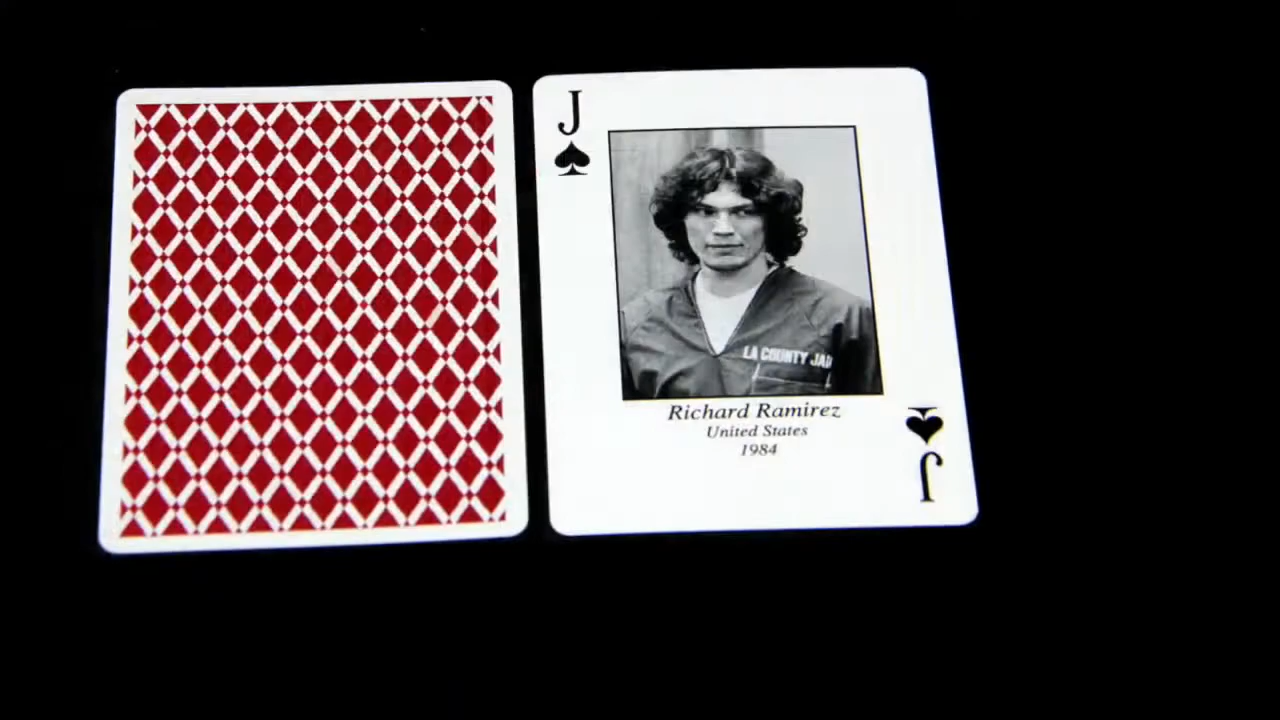 J
LA COUNTY JAI
Richard Ramirez
United States
1984
J